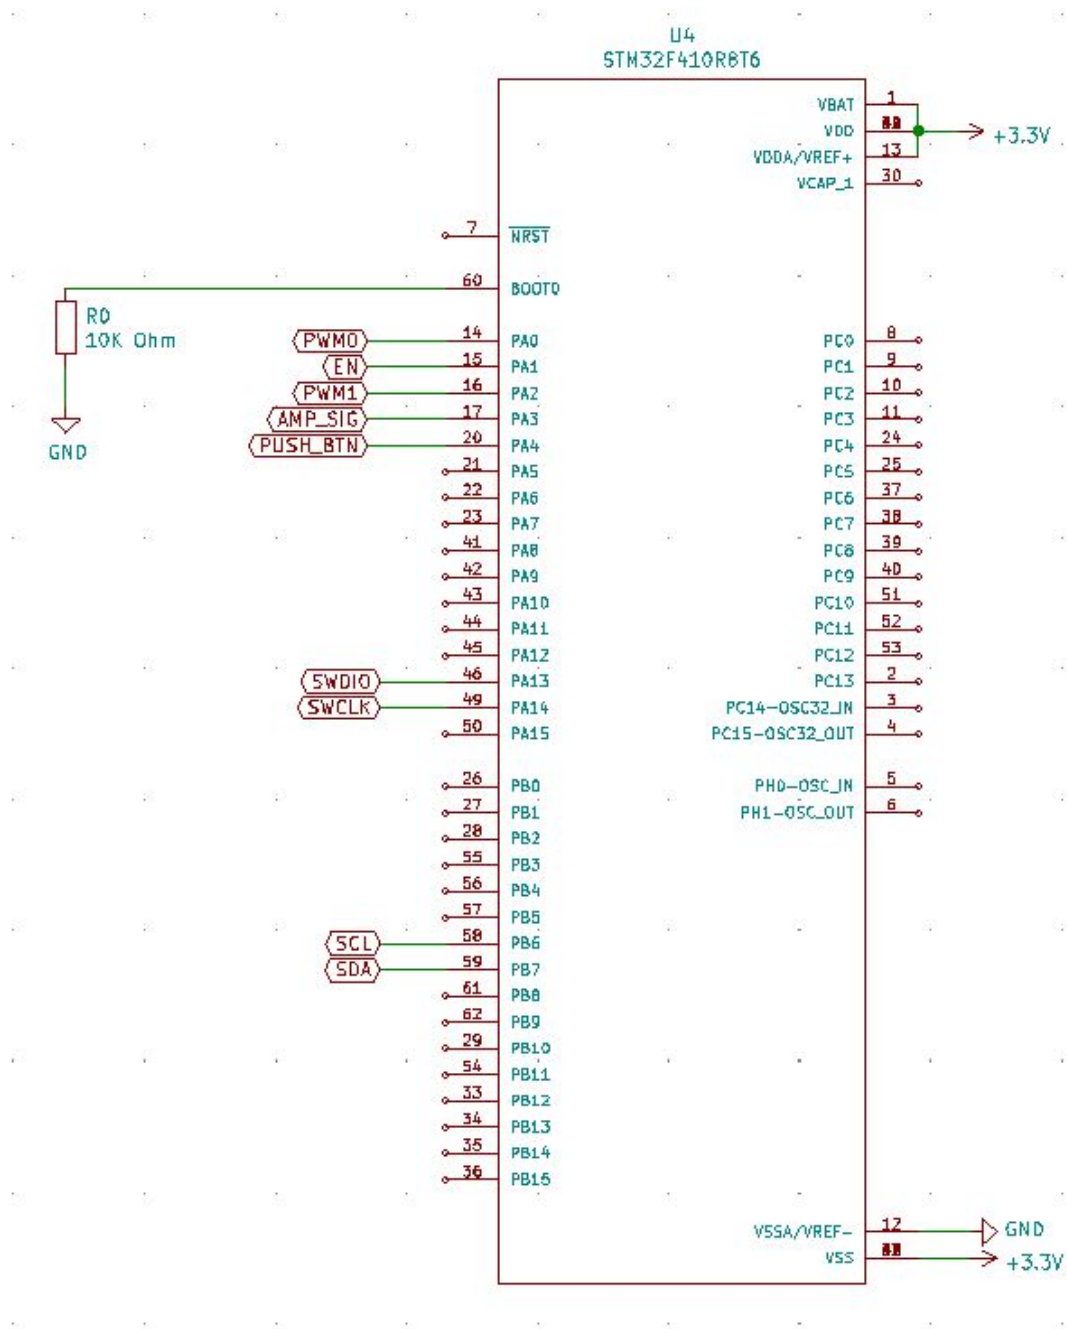 U4
STM32F410R8T6
VBAT 1
VDD
+3.3V
VDDA/VREF+ 13
VCAP_1 30
7 NRST
60 BOOT0
R0
10K Ohm
GND
PWM0 14 PA0 PC0 8
EN 15 PA1 PC1 9
PWM1 16 PA2 PC2 10
AMP_SIG 17 PA3 PC3 11
PUSH_BTN 20 PA4 PC4 24
21 PA5 PC5 25
22 PA6 PC6 37
23 PA7 PC7 38
41 PA8 PC8 39
42 PA9 PC9 40
43 PA10 PC10 51
44 PA11 PC11 52
45 PA12 PC12 53
SWDIO 46 PA13 PC13 2
SWCLK 49 PA14 PC14-OSC32_IN 3
50 PA15 PC15-OSC32_OUT 4
26 PB0 PH0-OSC_IN 5
27 PB1 PH1-OSC_OUT 6
28 PB2
55 PB3
56 PB4
57 PB5
SCL 58 PB6
SDA 59 PB7
61 PB8
62 PB9
29 PB10
54 PB11
33 PB12
34 PB13
35 PB14
36 PB15
VSSA/VREF- 12 GND
VSS +3.3V